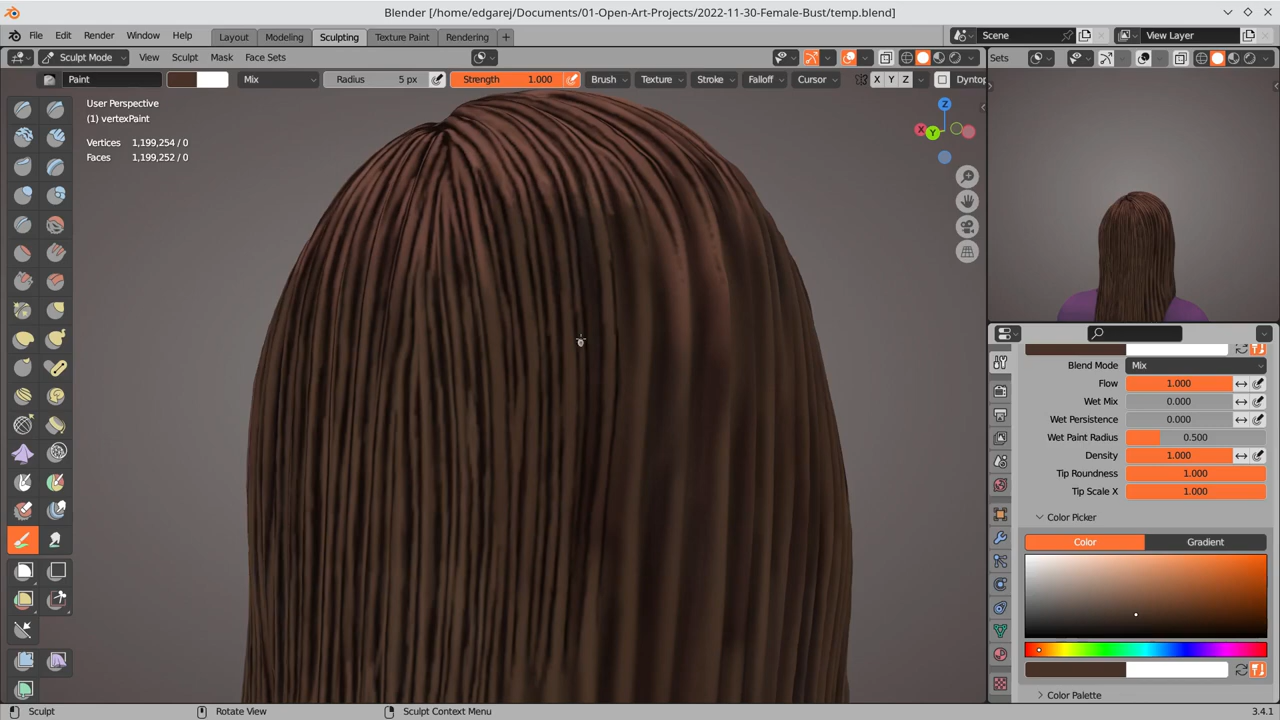 Blender [/home/edgarej/Documents/01-Open-Art-Projects/2022-11-30-Female-Bust/temp.blend]
File Edit Render Window Help Layout Modeling Sculpting Texture Paint Rendering + Scene View Layer
Sculpt Mode View Sculpt Mask Face Sets Sets
Paint Mix Radius 5 px Strength 1.000 Brush Texture Stroke Falloff Cursor X Y Z Dyntop
User Perspective
(1) vertexPaint
Vertices 1,199,254 / 0
Faces 1,199,252 / 0
Z
X Y
Blend Mode Mix
Flow 1.000
Wet Mix 0.000
Wet Persistence 0.000
Wet Paint Radius 0.500
Density 1.000
Tip Roundness 1.000
Tip Scale X 1.000
Color Picker
Color Gradient
Color Palette
Sculpt Rotate View Sculpt Context Menu 3.4.1